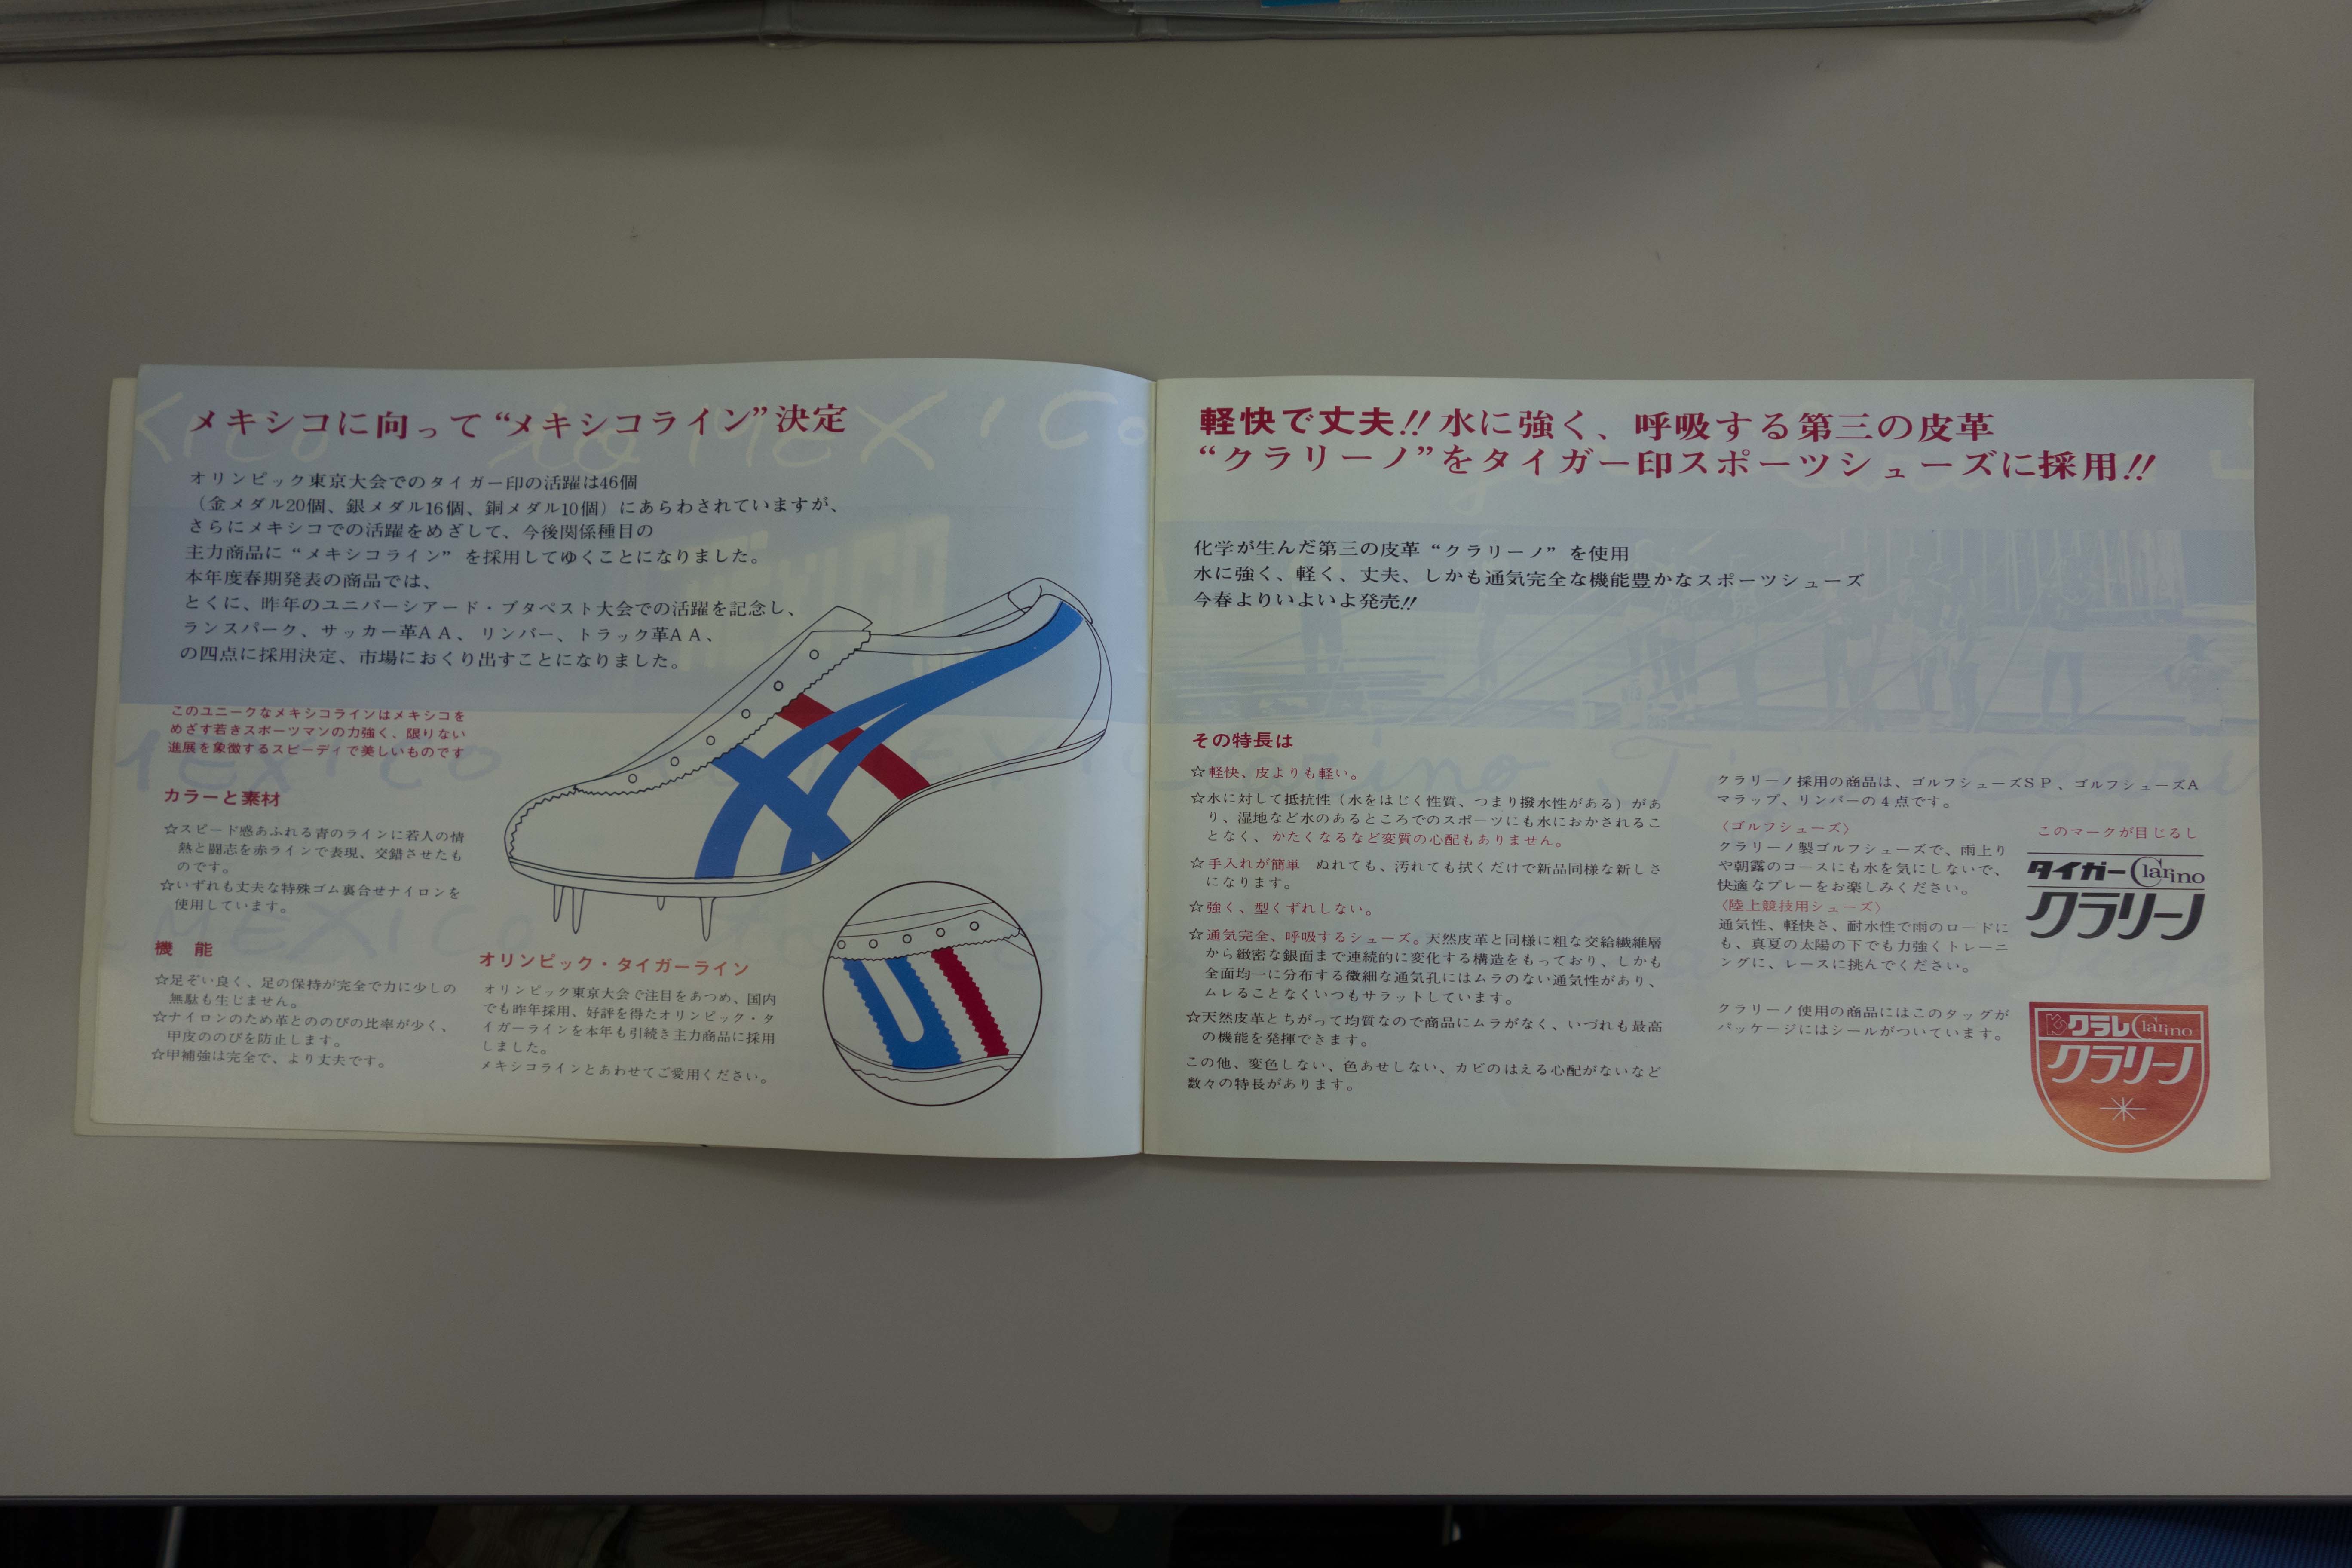 メキシコに向って“メキシコライン”決定
オリンピック東京大会でのタイガー印の活躍は46個
（金メダル20個、銀メダル16個、銅メダル10個）にあらわされていますが、
さらにメキシコでの活躍をめざして、今後関係種目の
主力商品に“メキシコライン”を採用してゆくことになりました。
本年度春期発表の商品では、
とくに、昨年のユニバーシアード・ブタペスト大会での活躍を記念し、
ランスパーク、サッカー革ＡＡ、リンバー、トラック革ＡＡ、
の四点に採用決定、市場におくり出すことになりました。
このユニークなメキシコラインはメキシコを
めざす若きスポーツマンの力強く、限りない
進展を象徴するスピーディで美しいものです
カラーと素材
☆スピード感あふれる青のラインに若人の情
熱と闘志を赤ラインで表現、交錯させたも
のです。
☆いずれも丈夫な特殊ゴム裏合せナイロンを
使用しています。
機 能
☆足ぞい良く、足の保持が完全で力に少しの
無駄も生じません。
☆ナイロンのため革とののびの比率が少く、
甲皮ののびを防止します。
☆甲補強は完全で、より丈夫です。
オリンピック・タイガーライン
オリンピック東京大会で注目をあつめ、国内
でも昨年採用、好評を得たオリンピック・タ
イガーラインを本年も引続き主力商品に採用
しました。
メキシコラインとあわせてご愛用ください。
軽快で丈夫!!水に強く、呼吸する第三の皮革
“クラリーノ”をタイガー印スポーツシューズに採用!!
化学が生んだ第三の皮革“クラリーノ”を使用
水に強く、軽く、丈夫、しかも通気完全な機能豊かなスポーツシューズ
今春よりいよいよ発売!!
その特長は
☆軽快、皮よりも軽い。
☆水に対して抵抗性（水をはじく性質、つまり撥水性がある）があ
り、湿地など水のあるところでのスポーツにも水におかされるこ
となく、かたくなるなど変質の心配もありません。
☆手入れが簡単　ぬれても、汚れても拭くだけで新品同様な新しさ
になります。
☆強く、型くずれしない。
☆通気完全、呼吸するシューズ。天然皮革と同様に粗な交絡繊維層
から緻密な銀面まで連続的に変化する構造をもっており、しかも
全面均一に分布する微細な通気孔にはムラのない通気性があり、
ムレることなくいつもサラットしています。
☆天然皮革とちがって均質なので商品にムラがなく、いづれも最高
の機能を発揮できます。
この他、変色しない、色あせしない、カビのはえる心配がないなど
数々の特長があります。
クラリーノ採用の商品は、ゴルフシューズＳＰ、ゴルフシューズＡ
マラップ、リンバーの４点です。
〈ゴルフシューズ〉
クラリーノ製ゴルフシューズで、雨上り
や朝露のコースにも水を気にしないで、
快適なプレーをお楽しみください。
〈陸上競技用シューズ〉
通気性、軽快さ、耐水性で雨のロードに
も、真夏の太陽の下でも力強くトレーニ
ングに、レースに挑んでください。
クラリーノ使用の商品にはこのタッグが
パッケージにはシールがついています。
このマークが目じるし
タイガー Clarino
クラリーノ
クラレ Clarino
クラリーノ